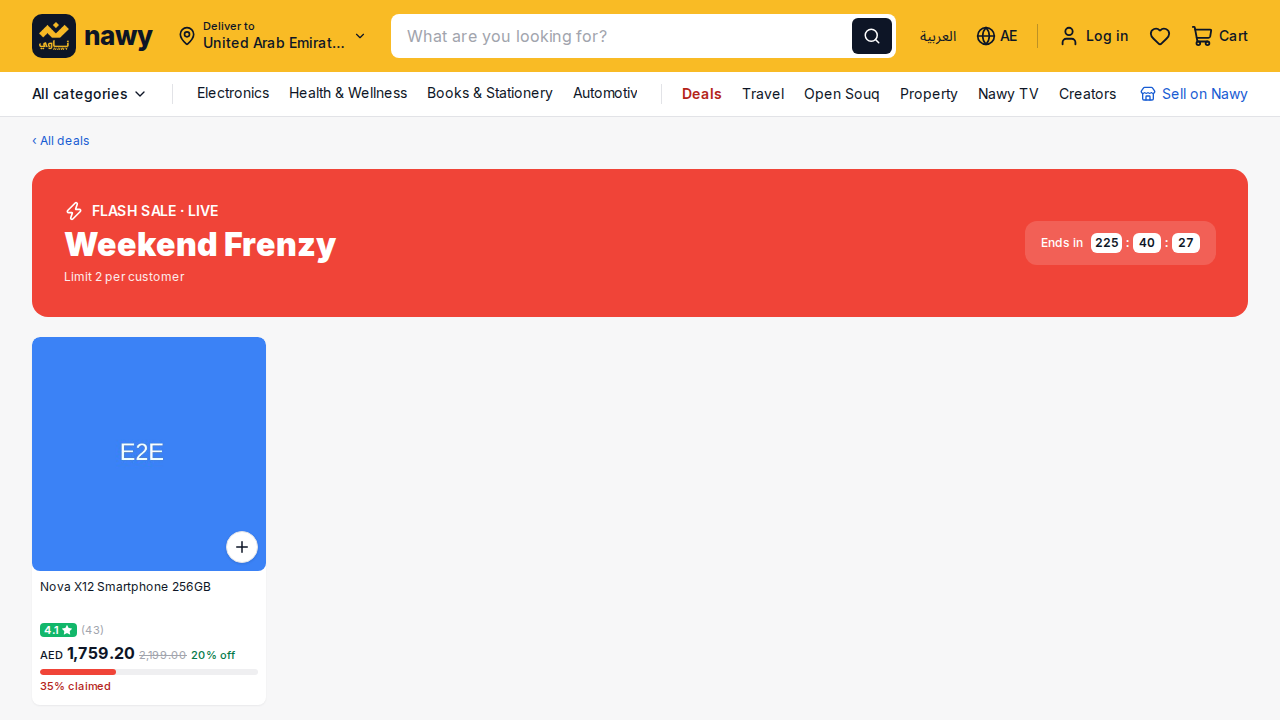 نـــاوي
NAWY
nawy
Deliver to
United Arab Emirat...
What are you looking for?
العربية
AE
Log in
Cart
All categories
Electronics
Health & Wellness
Books & Stationery
Automotiv
Deals
Travel
Open Souq
Property
Nawy TV
Creators
Sell on Nawy
‹ All deals
FLASH SALE · LIVE
Weekend Frenzy
Limit 2 per customer
Ends in 225 : 40 : 27
E2E
Nova X12 Smartphone 256GB
4.1 ★ (43)
AED 1,759.20 2,199.00 20% off
35% claimed